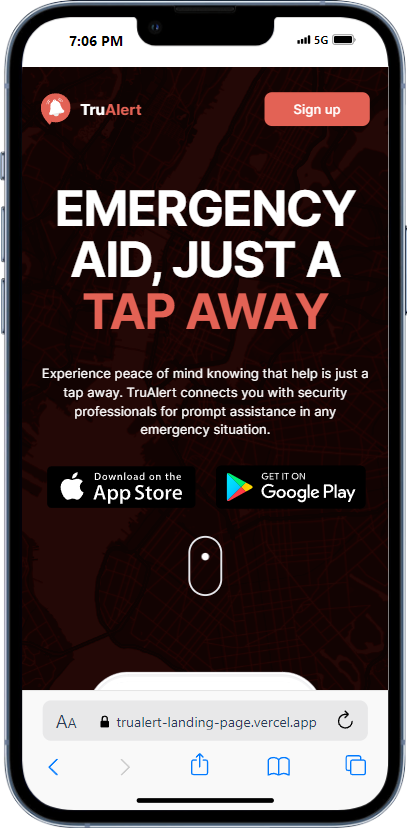 7:06 PM
5G
TruAlert
Sign up
EMERGENCY
AID, JUST A
TAP AWAY
Experience peace of mind knowing that help is just a
tap away. TruAlert connects you with security
professionals for prompt assistance in any
emergency situation.
Download on the
App Store
GET IT ON
Google Play
AA
trualert-landing-page.vercel.app